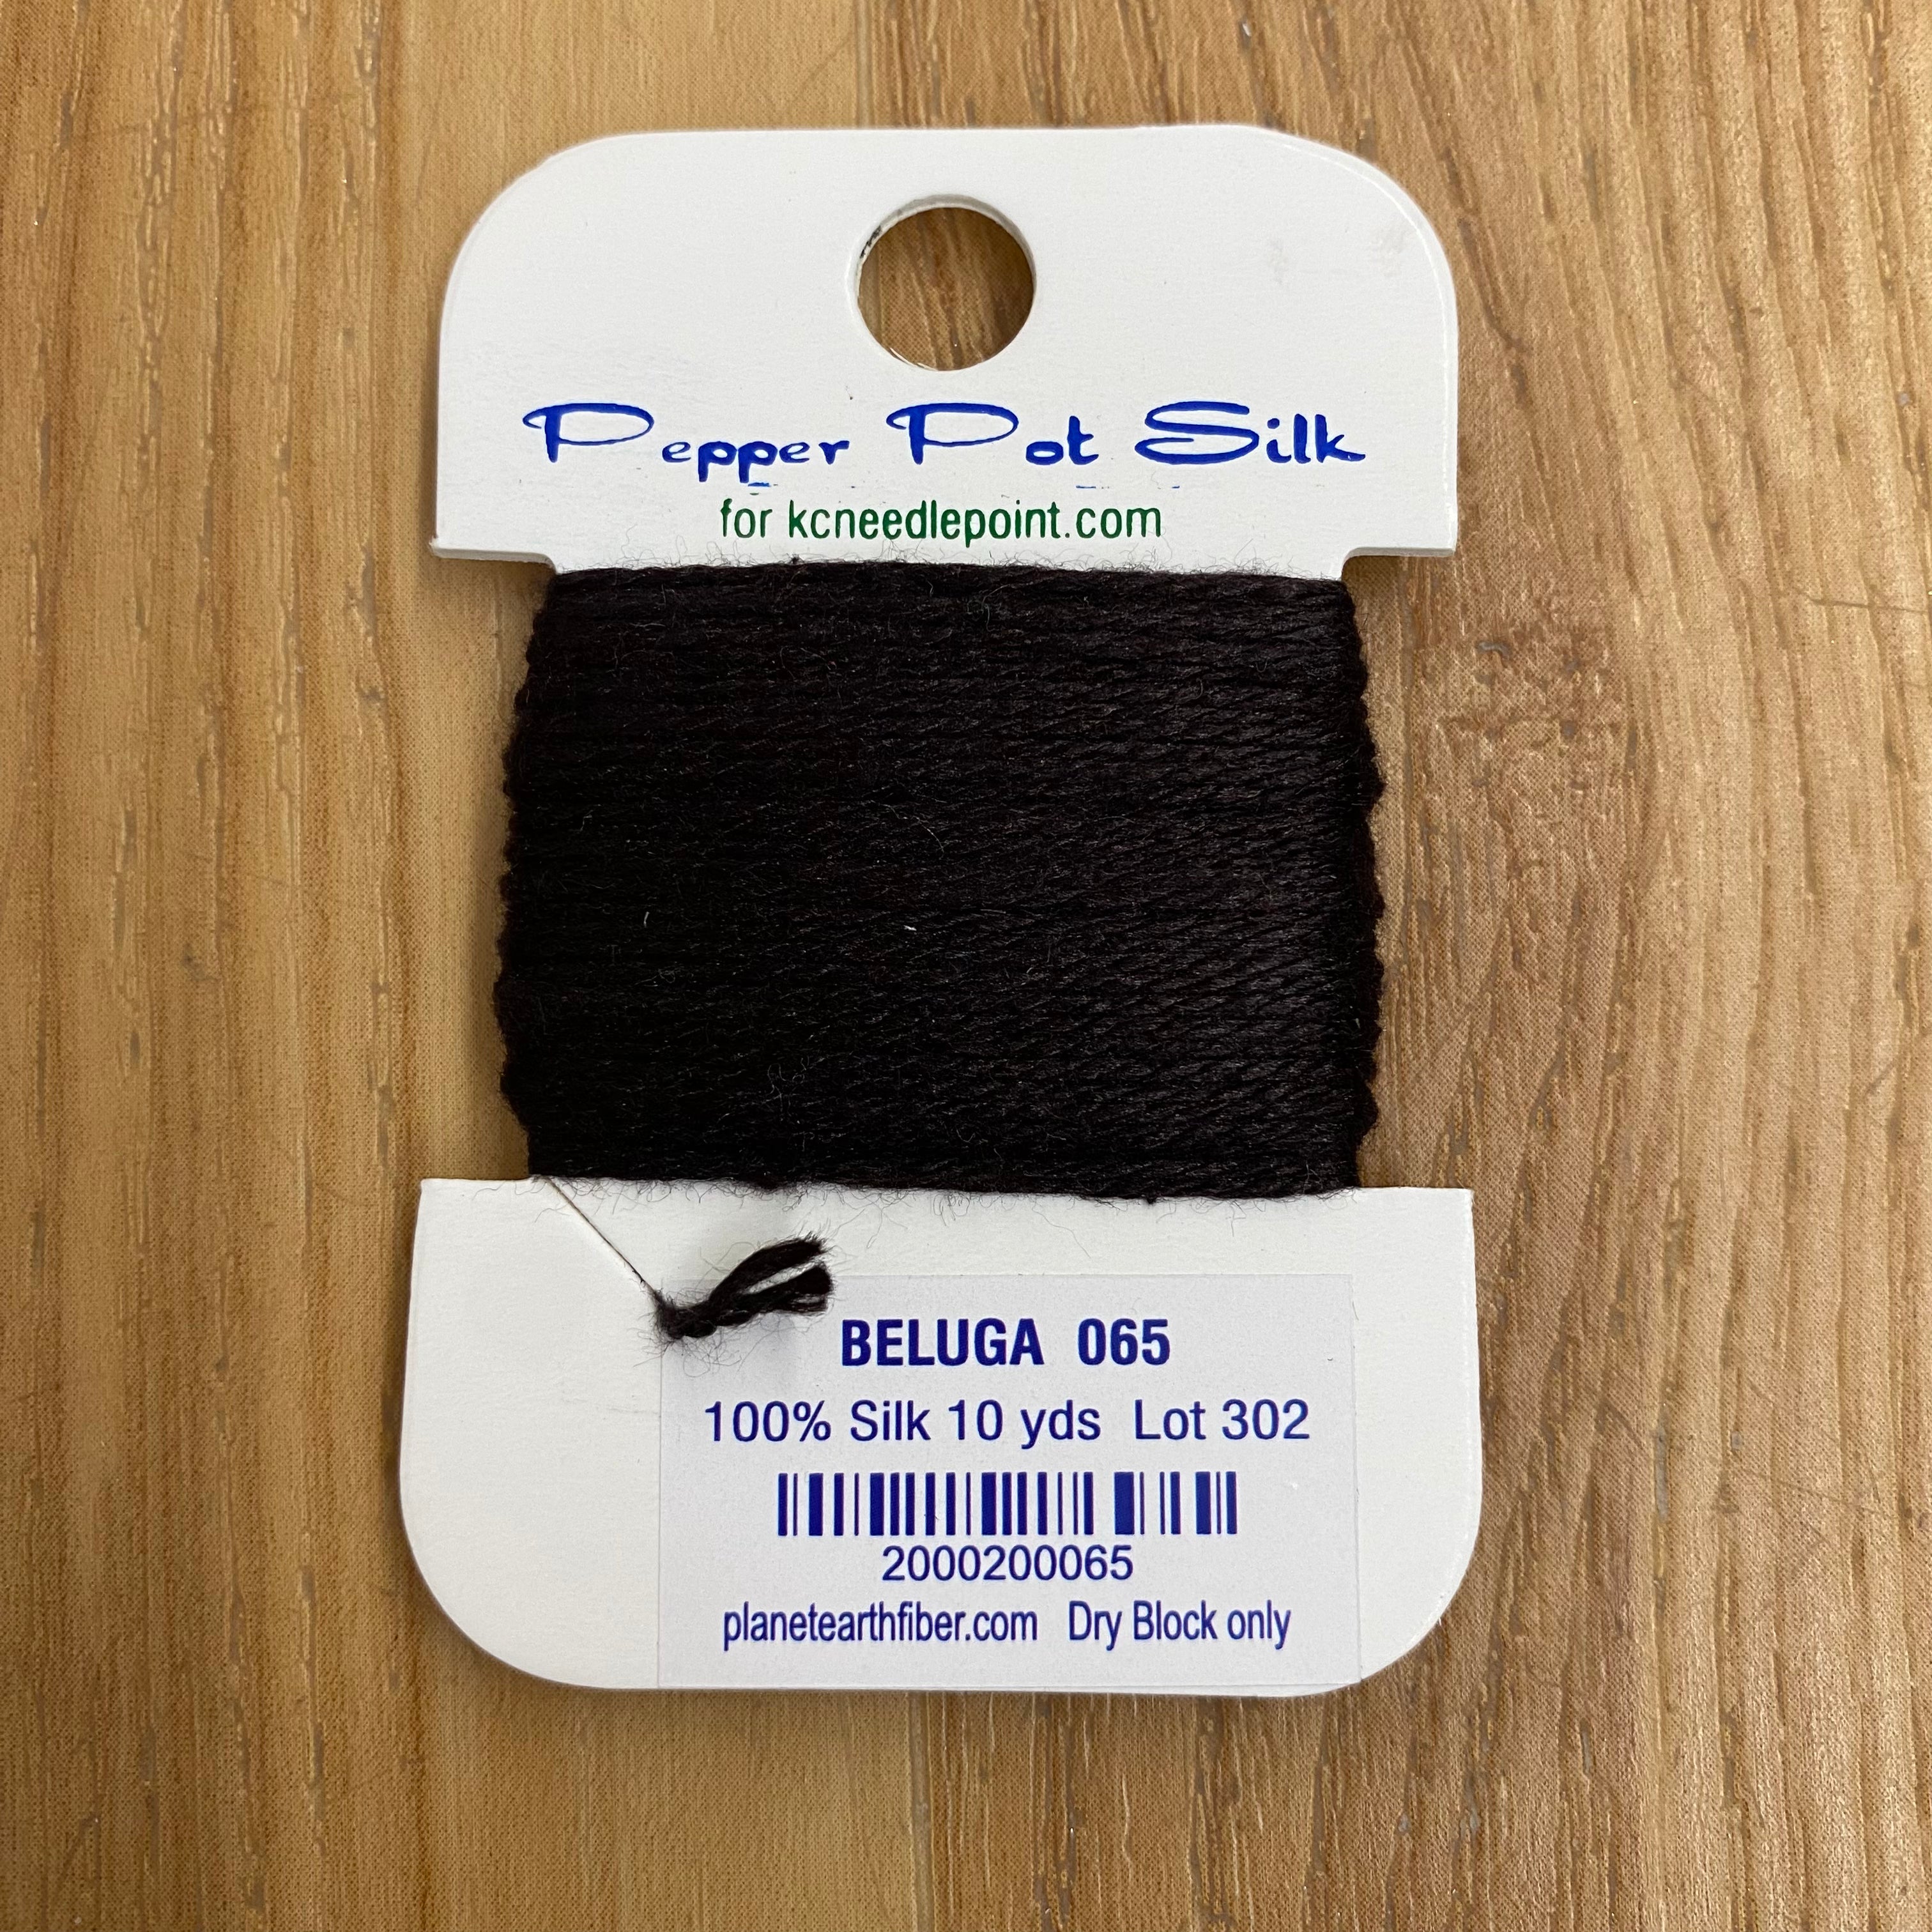 Pepper Pot Silk
for kcneedlepoint.com
BELUGA 065
100% Silk 10 yds Lot 302
2000200065
planetearthfiber.com Dry Block only